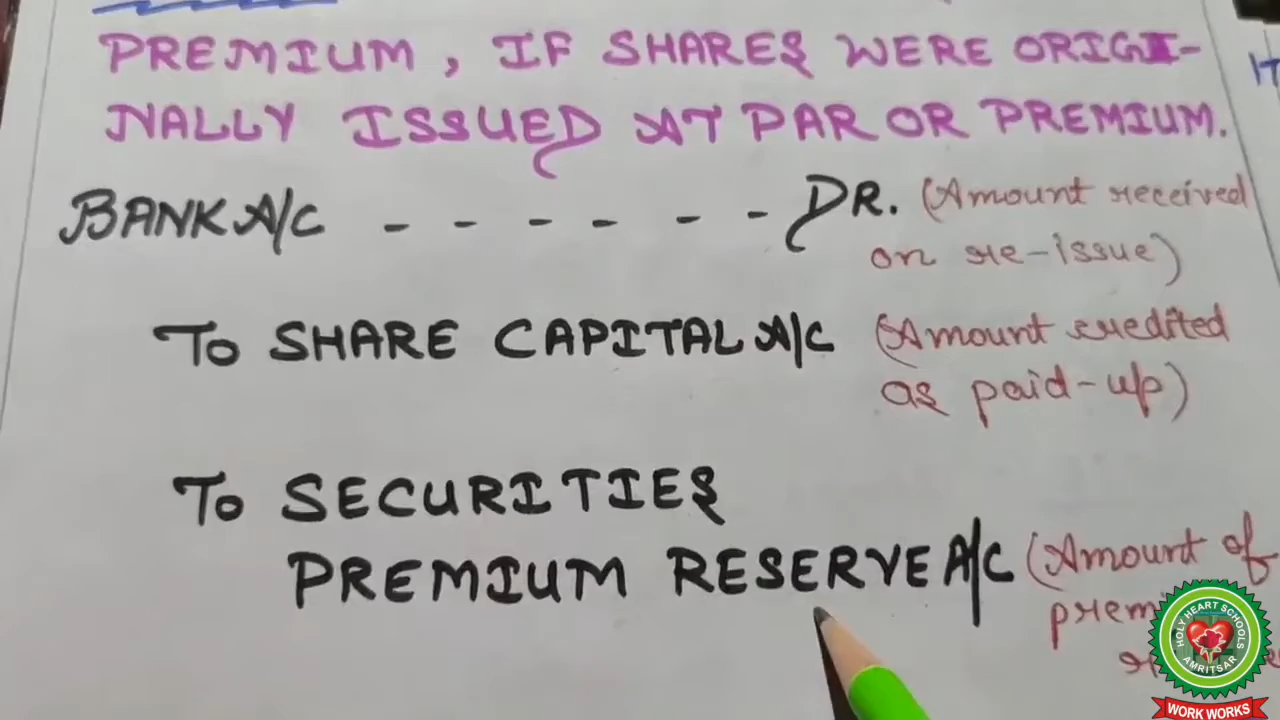 PREMIUM, IF SHARES WERE ORIGI-
NALLY ISSUED AT PAR OR PREMIUM.
BANK A/C - - - - - - DR. (Amount received
on re-issue)
To SHARE CAPITAL A/C (Amount credited
as paid-up)
To SECURITIES
PREMIUM RESERVE A/C (Amount of
HOLY HEART SCHOOLS
AMRITSAR
WORK WORKS